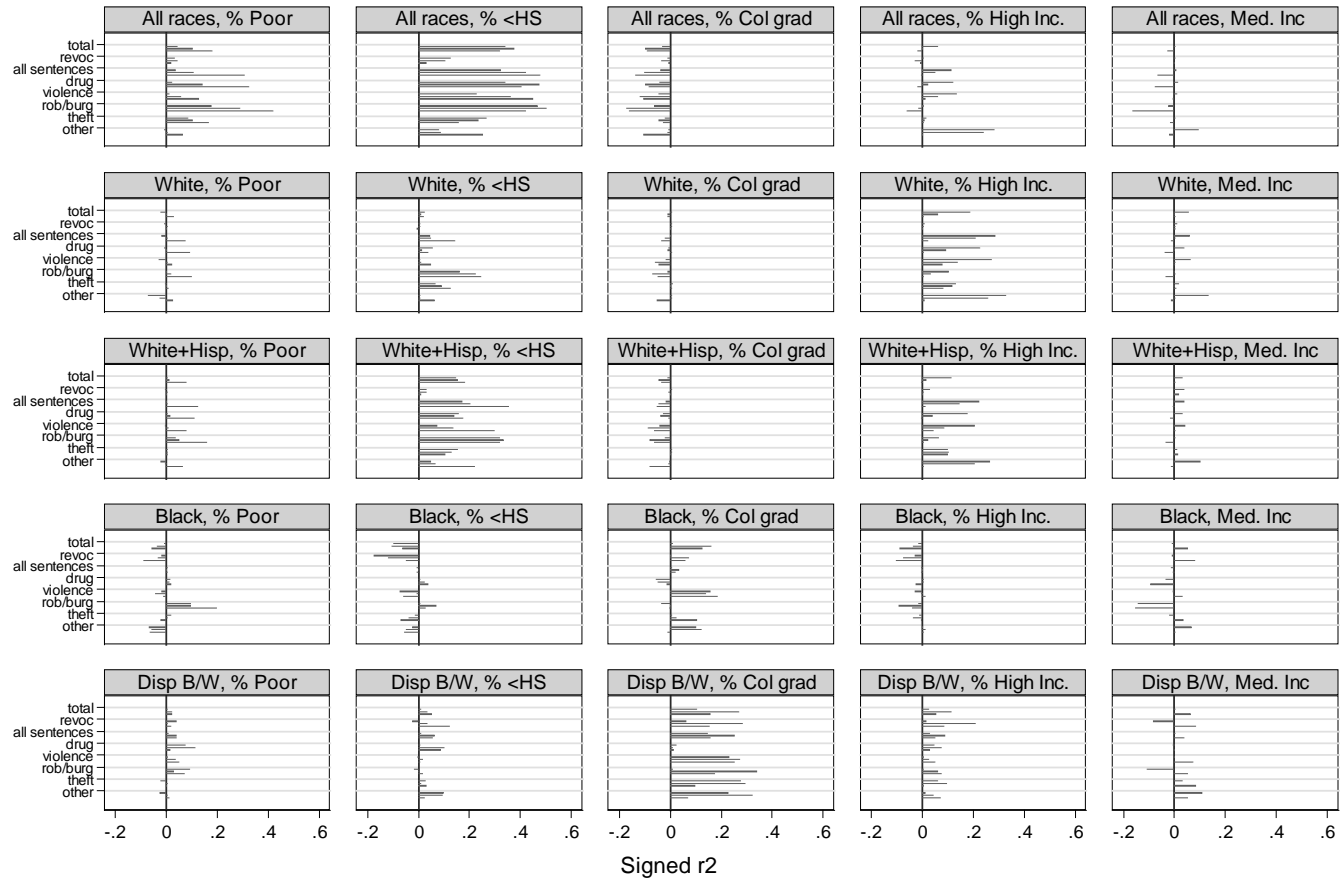 All races, % Poor
All races, % <HS
All races, % Col grad
All races, % High Inc.
All races, Med. Inc
total
revoc
all sentences
drug
violence
rob/burg
theft
other
White, % Poor
White, % <HS
White, % Col grad
White, % High Inc.
White, Med. Inc
total
revoc
all sentences
drug
violence
rob/burg
theft
other
White+Hisp, % Poor
White+Hisp, % <HS
White+Hisp, % Col grad
White+Hisp, % High Inc.
White+Hisp, Med. Inc
total
revoc
all sentences
drug
violence
rob/burg
theft
other
Black, % Poor
Black, % <HS
Black, % Col grad
Black, % High Inc.
Black, Med. Inc
total
revoc
all sentences
drug
violence
rob/burg
theft
other
Disp B/W, % Poor
Disp B/W, % <HS
Disp B/W, % Col grad
Disp B/W, % High Inc.
Disp B/W, Med. Inc
total
revoc
all sentences
drug
violence
rob/burg
theft
other
-.2 0 .2 .4 .6
-.2 0 .2 .4 .6
-.2 0 .2 .4 .6
-.2 0 .2 .4 .6
-.2 0 .2 .4 .6
Signed r2